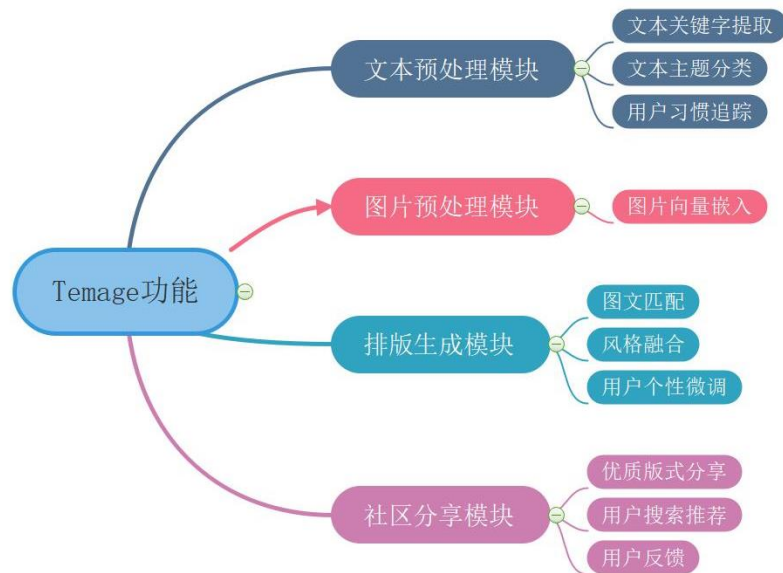 Temage功能
文本预处理模块
文本关键字提取
文本主题分类
用户习惯追踪
图片预处理模块
图片向量嵌入
排版生成模块
图文匹配
风格融合
用户个性微调
社区分享模块
优质版式分享
用户搜索推荐
用户反馈